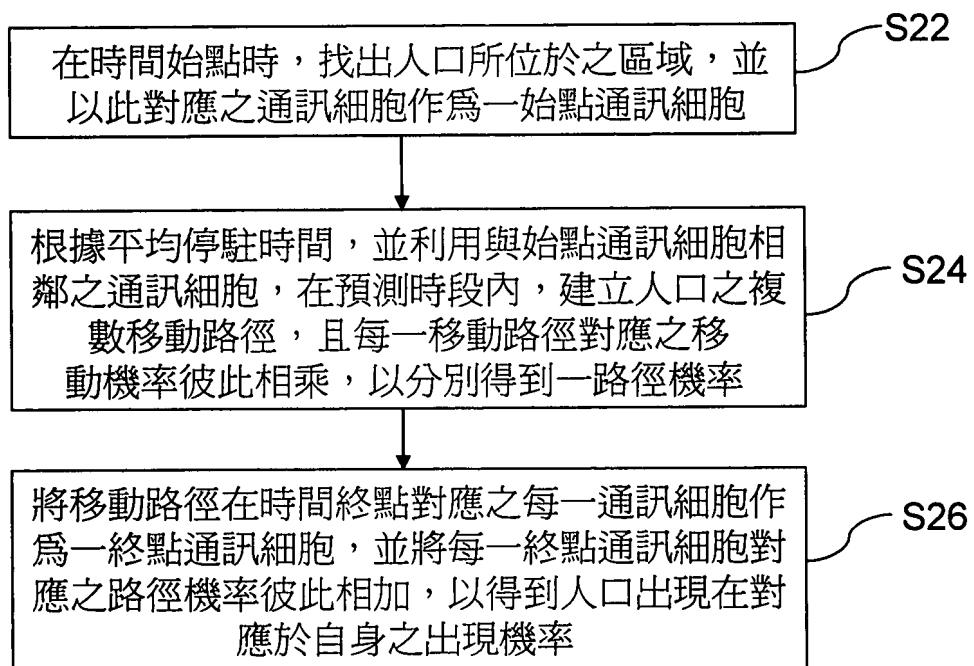 S22
在時間始點時，找出人口所位於之區域，並
以此對應之通訊細胞作為一始點通訊細胞
根據平均停駐時間，並利用與始點通訊細胞相
鄰之通訊細胞，在預測時段內，建立人口之複
數移動路徑，且每一移動路徑對應之移
動機率彼此相乘，以分別得到一路徑機率
S24
將移動路徑在時間終點對應之每一通訊細胞作
為一終點通訊細胞，並將每一終點通訊細胞對
應之路徑機率彼此相加，以得到人口出現在對
應於自身之出現機率
S26